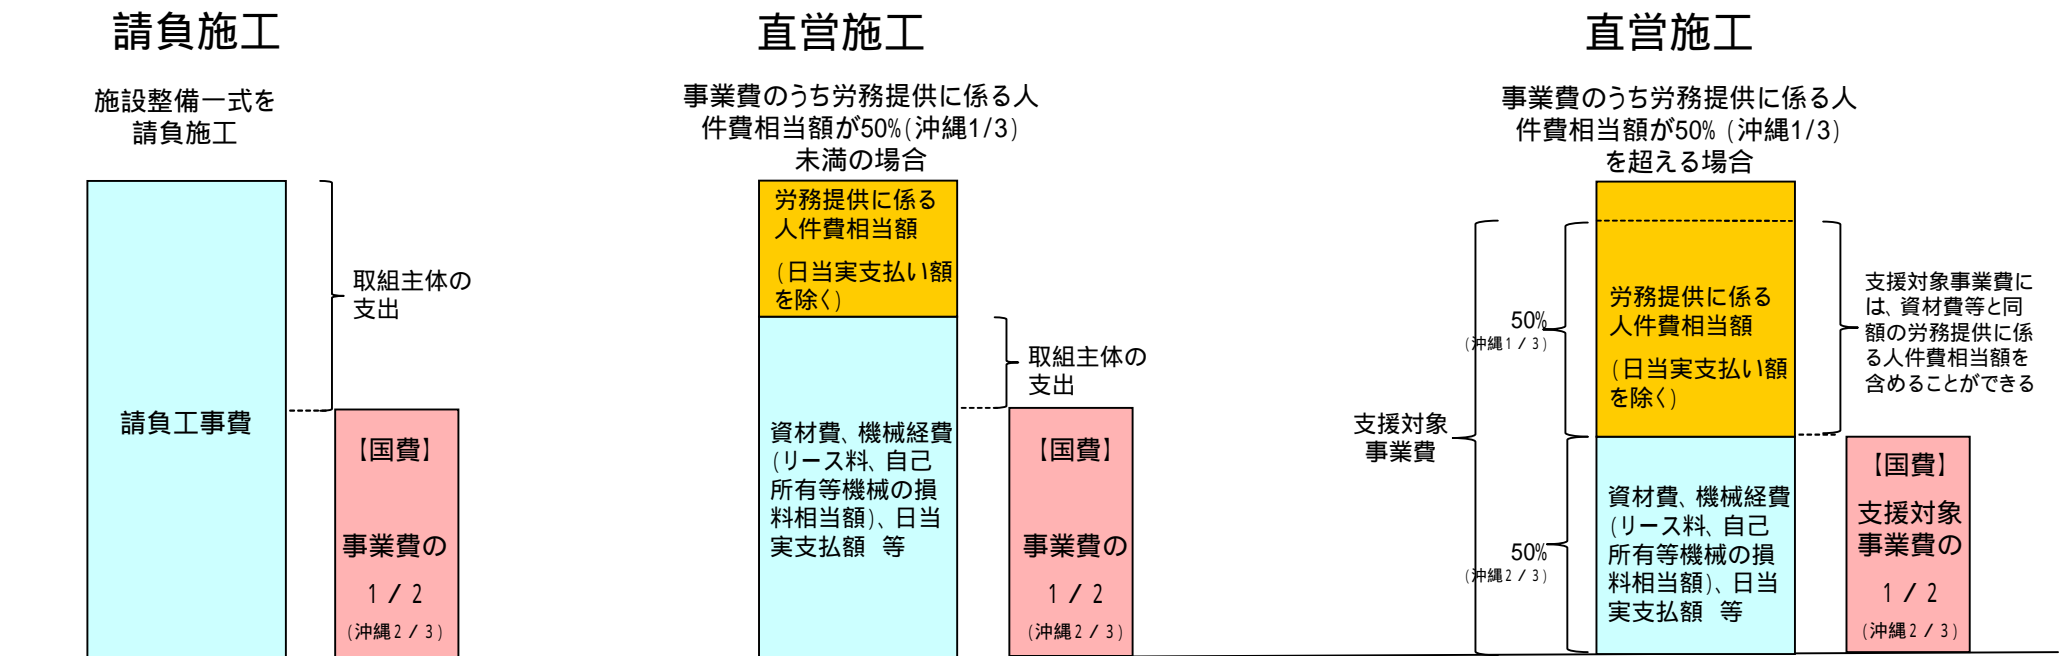 請負施工
施設整備一式を
請負施工
請負工事費
取組主体の
支出
【国費】
事業費の
1/2
(沖縄2/3)
直営施工
事業費のうち労務提供に係る人
件費相当額が50%(沖縄1/3)
未満の場合
労務提供に係る
人件費相当額
(日当実支払い額
を除く)
資材費、機械経費
(リース料、自己
所有等機械の損
料相当額)、日当
実支払額 等
取組主体の
支出
【国費】
事業費の
1/2
(沖縄2/3)
直営施工
事業費のうち労務提供に係る人
件費相当額が50% (沖縄1/3)
を超える場合
支援対象
事業費
50%
(沖縄1/3)
50%
(沖縄2/3)
労務提供に係る
人件費相当額
(日当実支払い額
を除く)
資材費、機械経費
(リース料、自己
所有等機械の損
料相当額)、日当
実支払額 等
支援対象事業費に
は、資材費等と同
額の労務提供に係
る人件費相当額を
含めることができる
【国費】
支援対象
事業費の
1/2
(沖縄2/3)